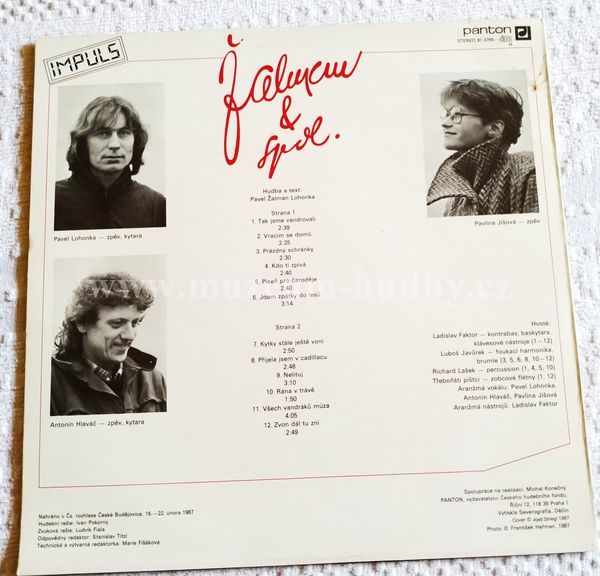 IMPULS
panton
STEREO 81 0785
H
Žalman
&
spol.
Hudba a text:
Pavel Žalman Lohonka
Strana 1
1. Tak jsme vandrovali
2:39
2. Vracím se domů
2:25
3. Prázdný schránky
2:30
4. Kdo ti zpívá
2:40
5. Píseň pro čaroděje
2:40
6. Jdem zpátky do lesů
3:14
Strana 2
7. Kytky stále ještě voní
2:50
8. Přijela jsem v cadillacu
2:48
9. Nelituj
3:10
10. Rána v trávě
1:50
11. Všech vandráků múza
4:05
12. Zvon dál tu zní
2:49
Pavel Lohonka — zpěv, kytara
Pavlína Jíšová — zpěv
Antonín Hlaváč — zpěv, kytara
www.muzeum-hudby.cz
Hosté:
Ladislav Faktor — kontrabas, baskytara,
klávesové nástroje (1—12)
Luboš Javůrek — foukací harmonika,
brumle (3, 5, 6, 8, 10—12)
Richard Lašek — percussion (1, 4, 5, 10)
Třeboňští pištci — zobcové flétny (1, 12)
Aranžmá vokálů: Pavel Lohonka,
Antonín Hlaváč, Pavlína Jíšová
Aranžmá nástrojů: Ladislav Faktor
Nahráno v Čs. rozhlase České Budějovice, 16.—22. února 1987
Hudební režie: Ivan Pokorný
Zvuková režie: Ludvík Fiala
Odpovědný redaktor: Stanislav Titzl
Technická a výtvarná redaktorka: Marie Fišáková
Spolupráce na realizaci: Michal Konečný
PANTON, vydavatelství Českého hudebního fondu,
Říční 12, 118 39 Praha 1
Vytiskla Severografia, Děčín
Cover © Aleš Striegl 1987
Photo © František Heřman, 1987